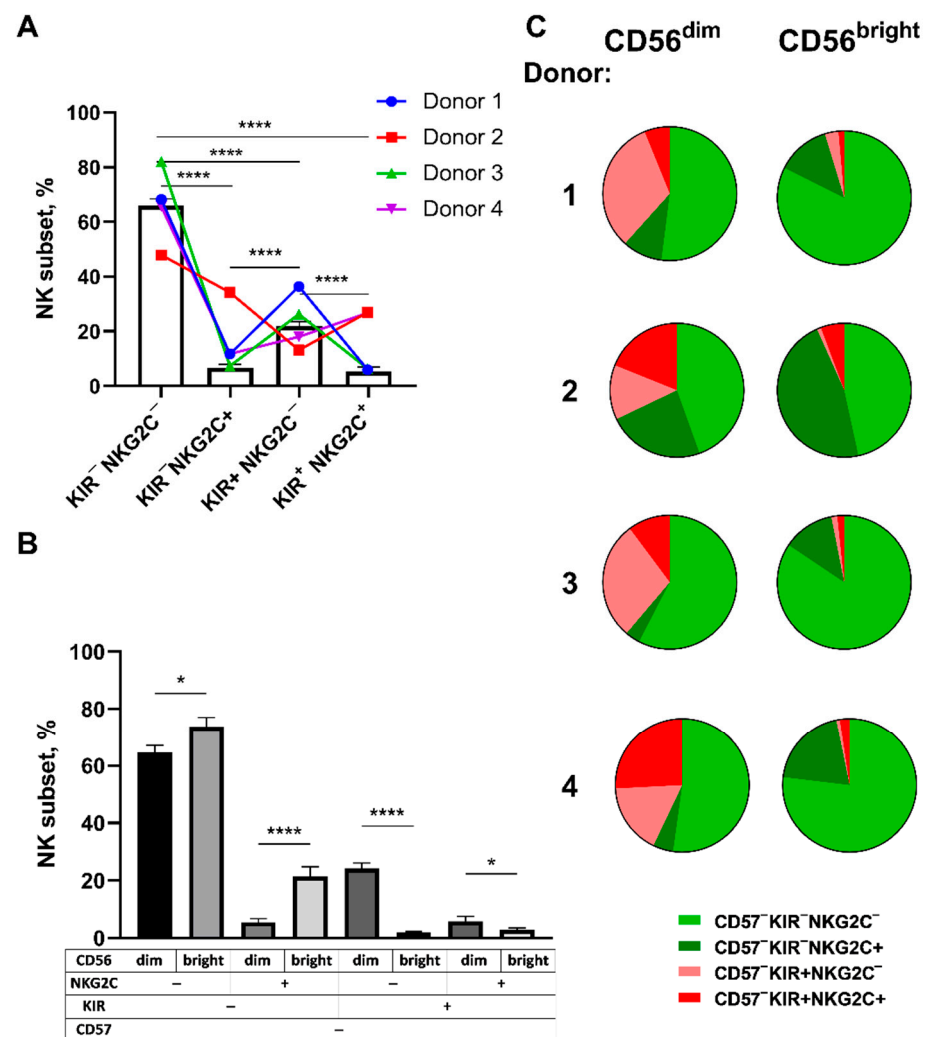 A
Donor 1
Donor 2
Donor 3
Donor 4
NK subset, %
100
80
60
40
20
0
****
****
****
****
****
KIR⁻NKG2C⁻
KIR⁻NKG2C+
KIR+ NKG2C⁻
KIR⁺ NKG2C⁺
B
NK subset, %
100
80
60
40
20
0
*
****
****
*
CD56 dim bright dim bright dim bright dim bright
NKG2C – + – +
KIR – +
CD57 –
C
CD56ᵈⁱᵐ CD56ᵇʳⁱᵍʰᵗ
Donor:
1
2
3
4
CD57⁻KIR⁻NKG2C⁻
CD57⁻KIR⁻NKG2C+
CD57⁻KIR+NKG2C⁻
CD57⁻KIR+NKG2C+